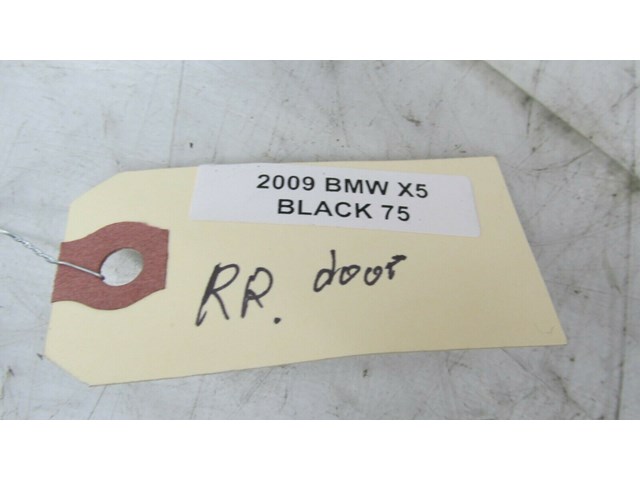 2009 BMW X5
BLACK 75
RR. door